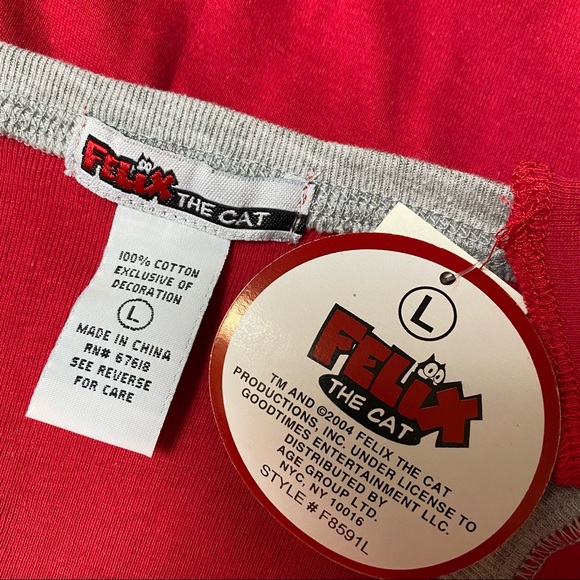 FELIX
THE CAT
100% COTTON
EXCLUSIVE OF
DECORATION
L
MADE IN CHINA
RN# 67618
SEE REVERSE
FOR CARE
L
FELIX
THE CAT
TM AND ©2004 FELIX THE CAT
PRODUCTIONS, INC. UNDER LICENSE TO
GOODTIMES ENTERTAINMENT LLC.
DISTRIBUTED BY
AGE GROUP LTD.
NYC, NY 10016
STYLE # F8591L